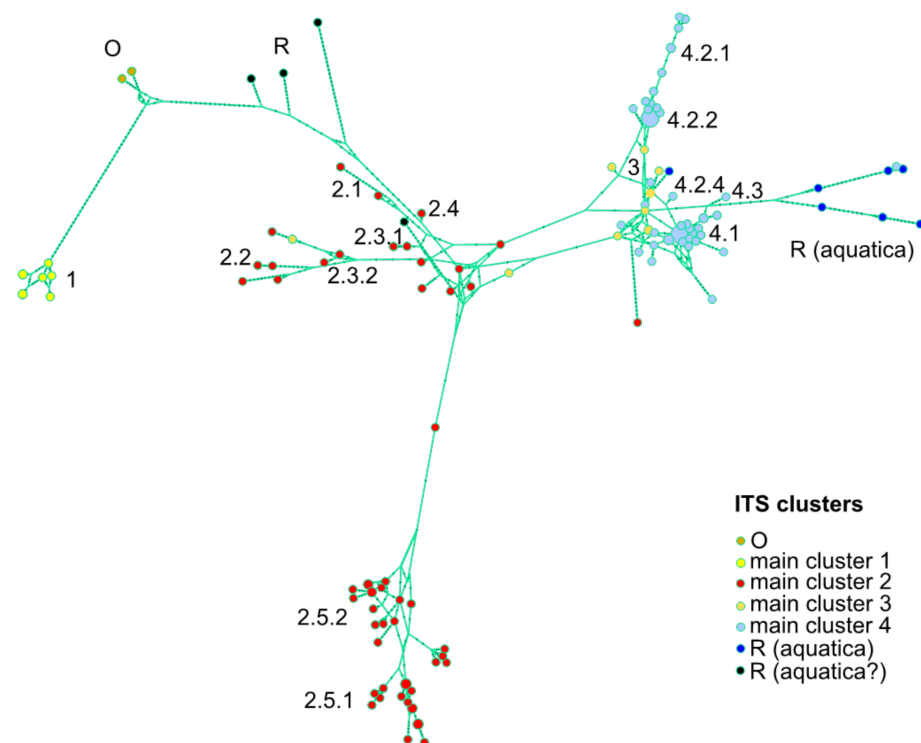 O
R
4.2.1
4.2.2
3
2.1
2.4
4.2.4
4.3
2.3.1
4.1
R (aquatica)
2.2
2.3.2
1
2.5.2
2.5.1
ITS clusters
O
main cluster 1
main cluster 2
main cluster 3
main cluster 4
R (aquatica)
R (aquatica?)